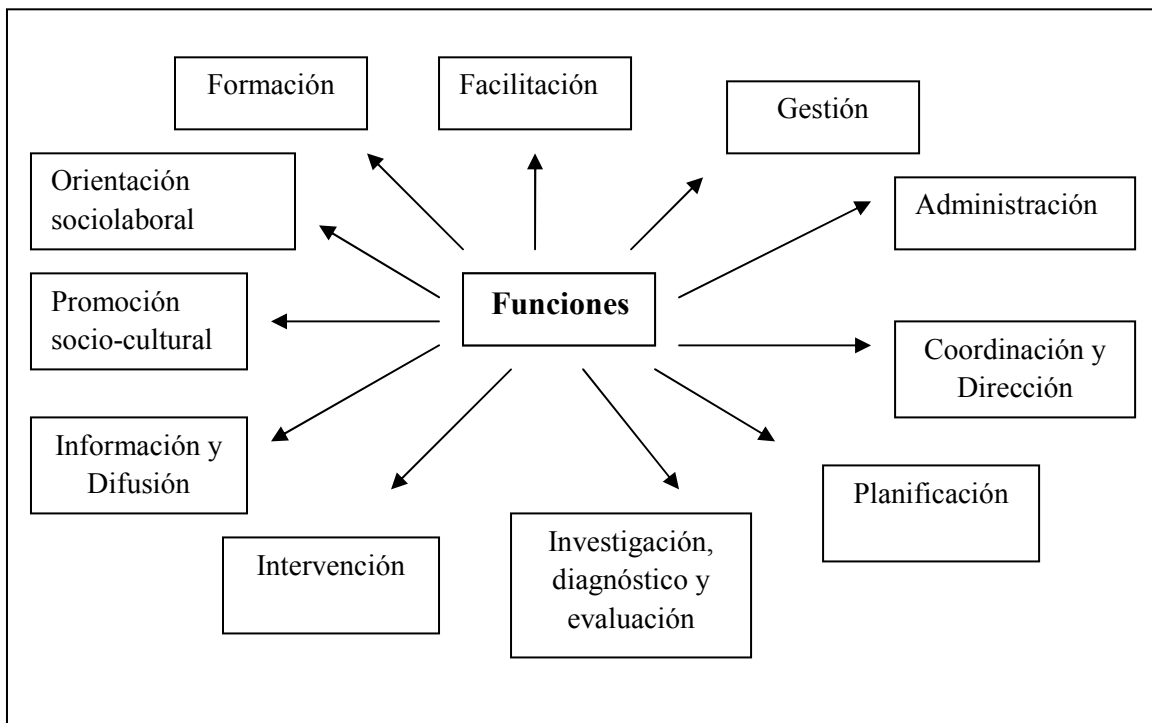 Formación
Facilitación
Gestión
Orientación
sociolaboral
Administración
Promoción
socio-cultural
Funciones
Coordinación y
Dirección
Información y
Difusión
Planificación
Intervención
Investigación,
diagnóstico y
evaluación